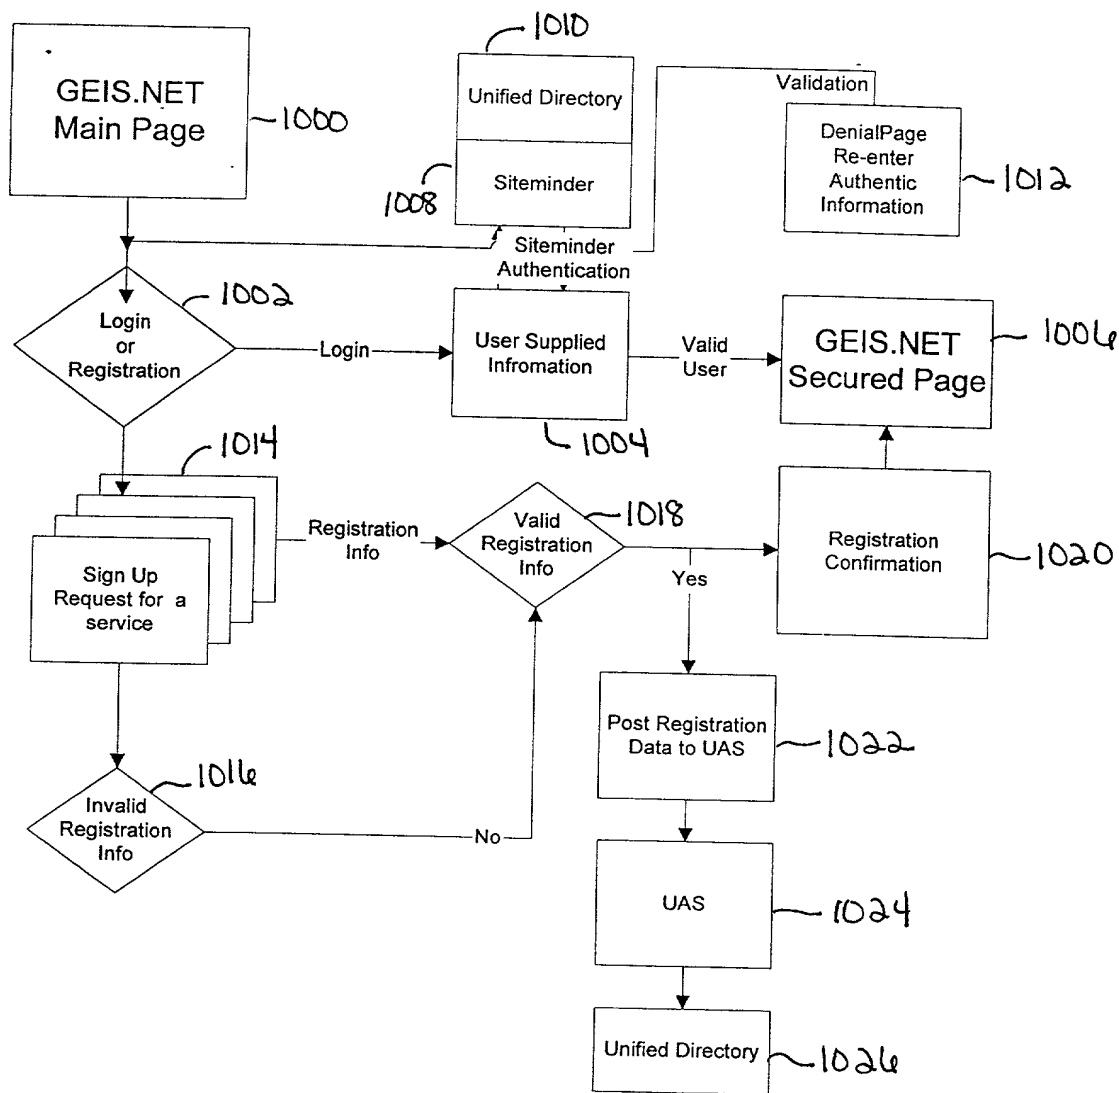 GEIS.NET
Main Page
1000
1010
Unified Directory
Siteminder
1008
Validation
DenialPage
Re-enter
Authentic
Information
1012
Siteminder
Authentication
1002
Login
or
Registration
Login
User Supplied
Infromation
1004
Valid
User
GEIS.NET
Secured Page
1006
1014
Sign Up
Request for a
service
Registration
Info
Valid
Registration
Info
1018
Yes
Registration
Confirmation
1020
Invalid
Registration
Info
1016
No
Post Registration
Data to UAS
1022
UAS
1024
Unified Directory
1026